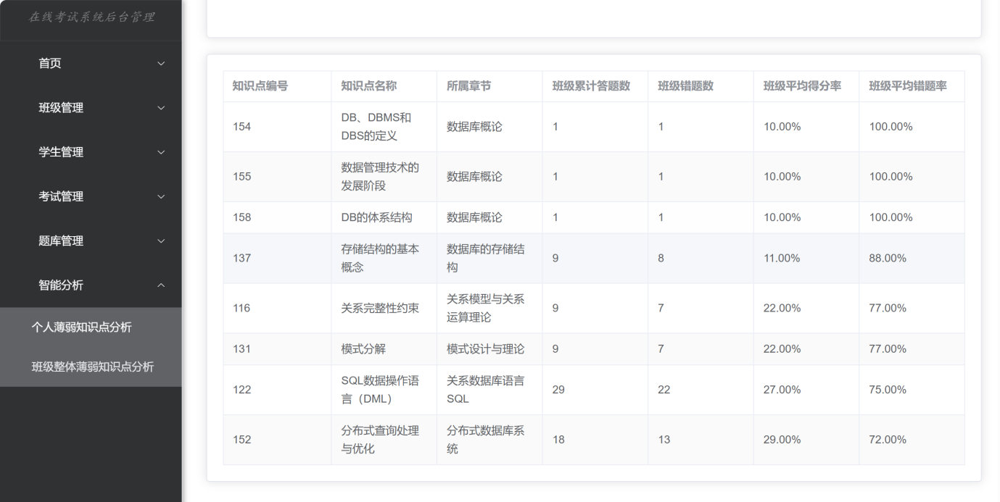 在线考试系统后台管理
首页
班级管理
学生管理
考试管理
题库管理
智能分析
个人薄弱知识点分析
班级整体薄弱知识点分析
知识点编号 知识点名称 所属章节 班级累计答题数 班级错题数 班级平均得分率 班级平均错题率
154 DB、DBMS和 数据库概论 1 1 10.00% 100.00%
DBS的定义
155 数据管理技术的 数据库概论 1 1 10.00% 100.00%
发展阶段
158 DB的体系结构 数据库概论 1 1 10.00% 100.00%
137 存储结构的基本 数据库的存储结 9 8 11.00% 88.00%
概念 构
116 关系完整性约束 关系模型与关系 9 7 22.00% 77.00%
运算理论
131 模式分解 模式设计与理论 9 7 22.00% 77.00%
122 SQL数据操作语 关系数据库语言 29 22 27.00% 75.00%
言（DML） SQL
152 分布式查询处理 分布式数据库系 18 13 29.00% 72.00%
与优化 统